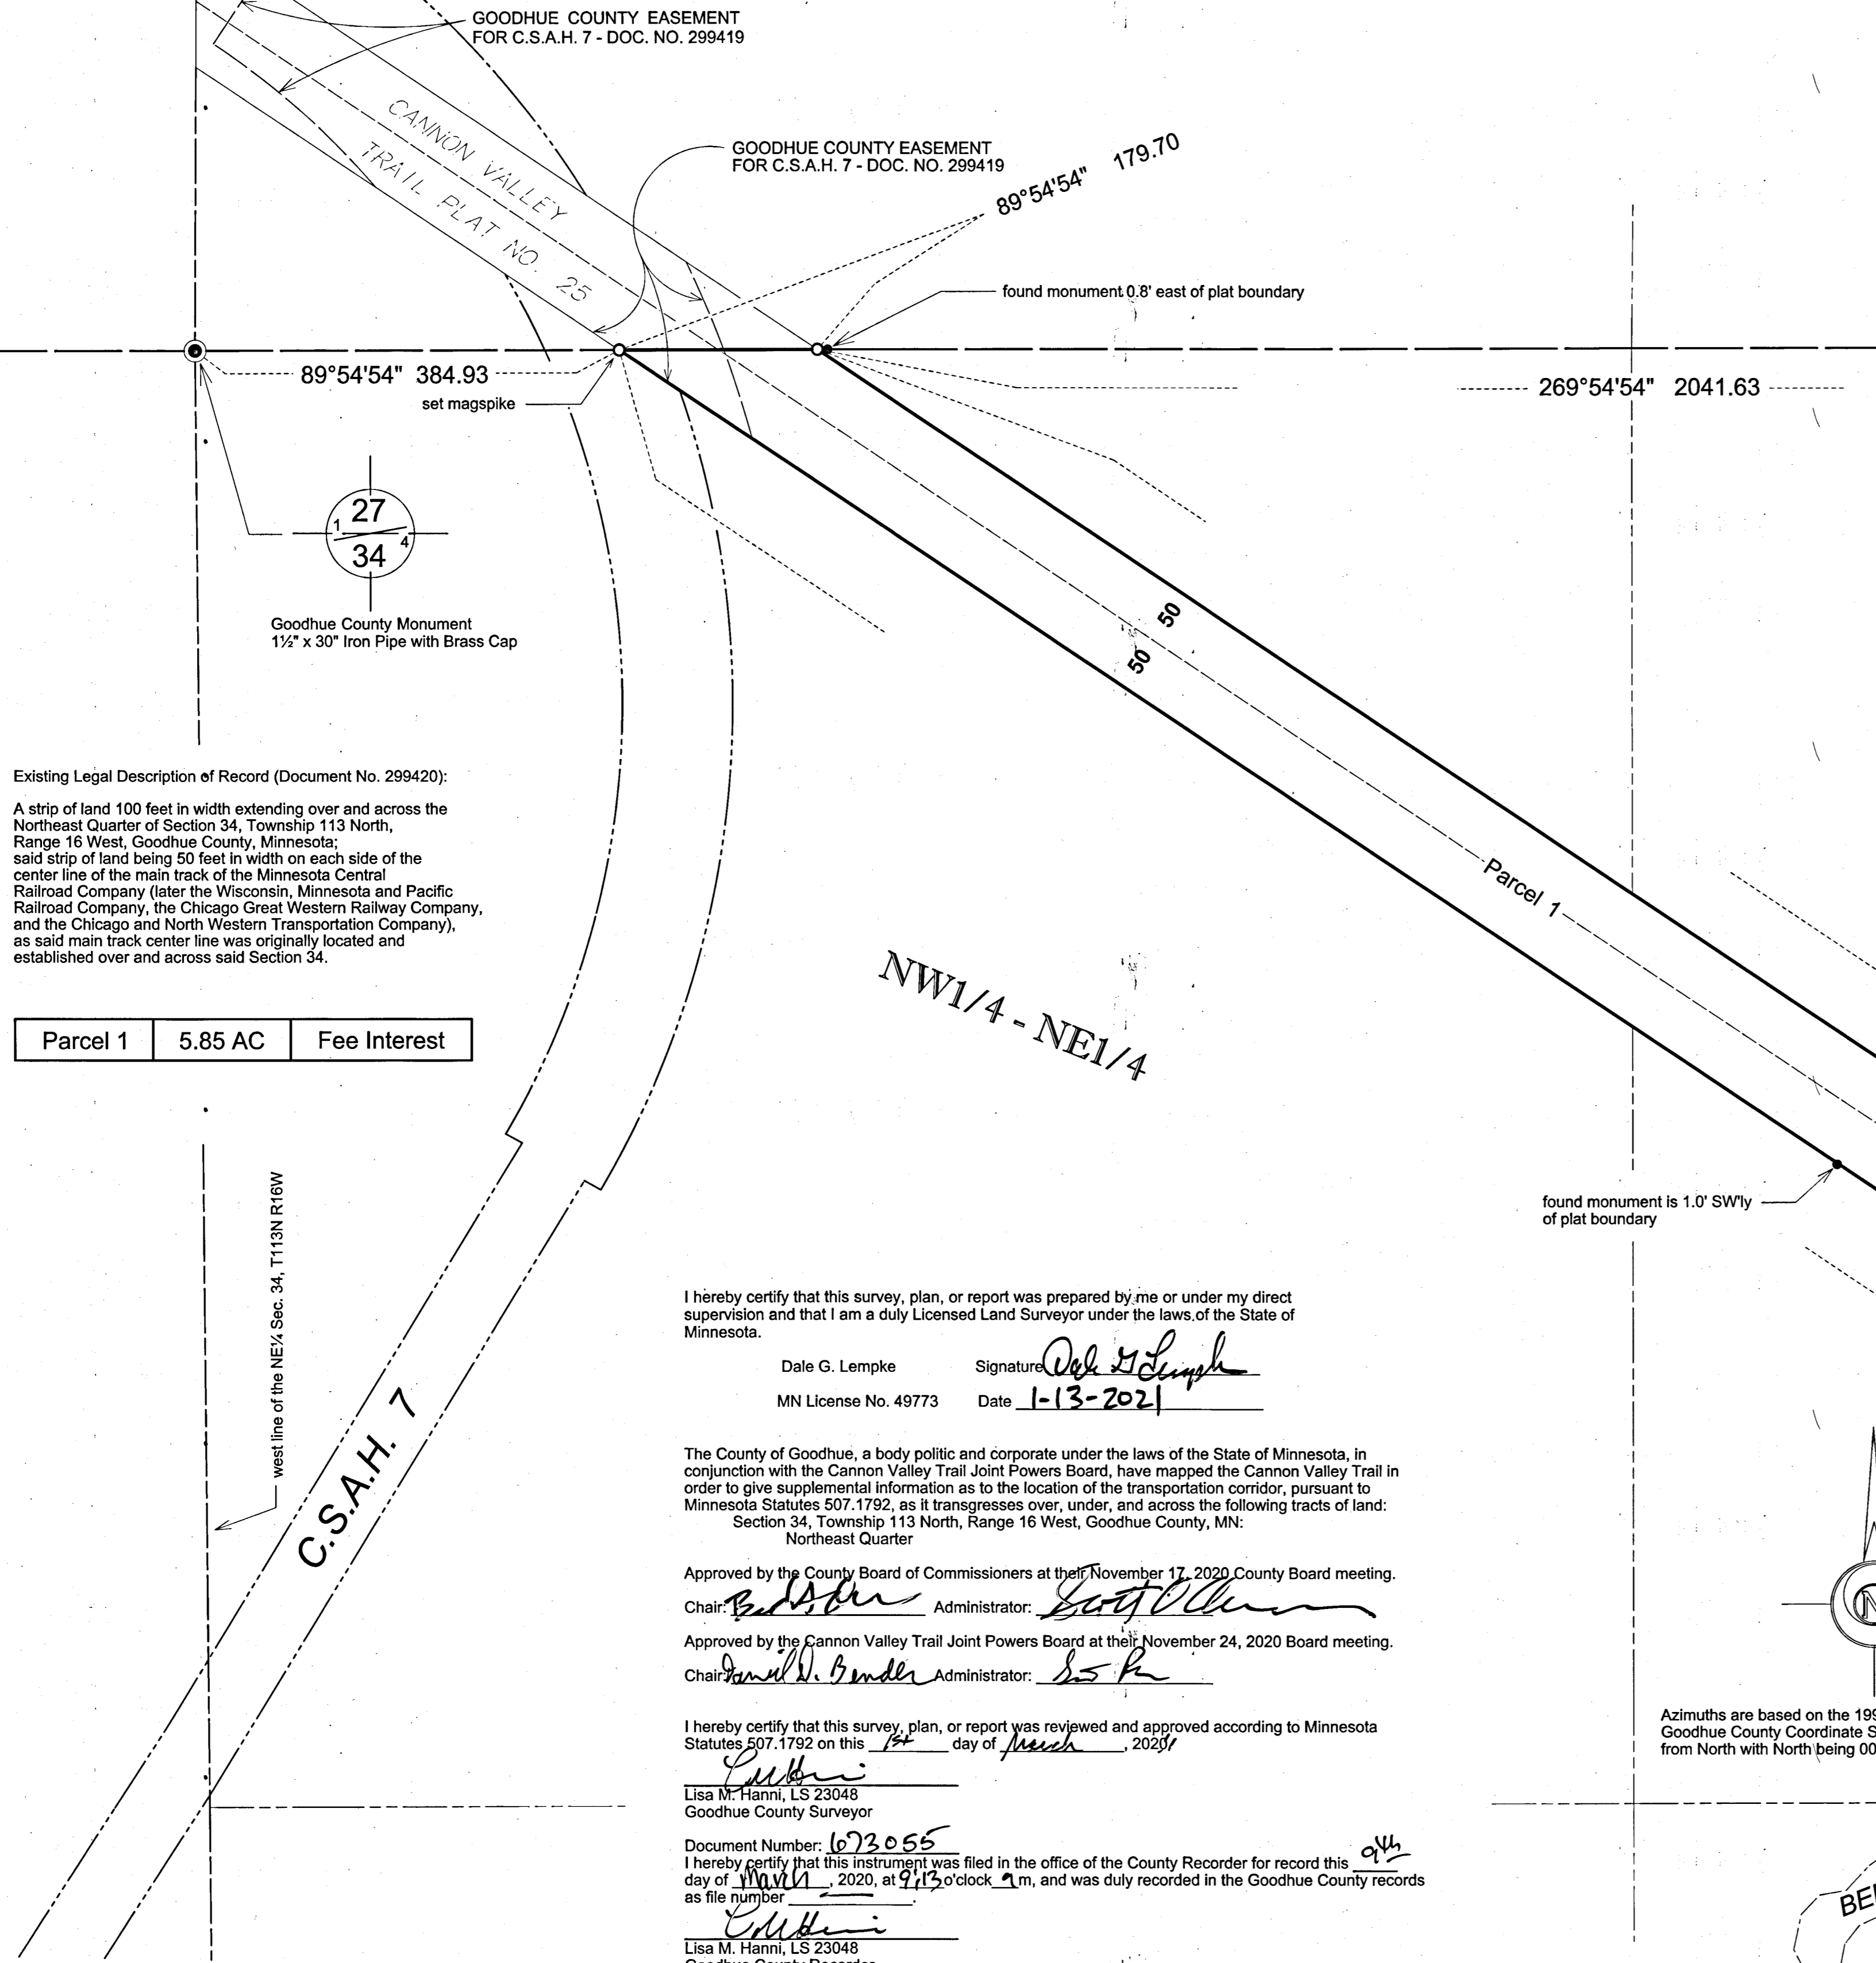 GOODHUE COUNTY EASEMENT
FOR C.S.A.H. 7 - DOC. NO. 299419
CANNON VALLEY
TRAIL PLAT NO. 25
GOODHUE COUNTY EASEMENT
FOR C.S.A.H. 7 - DOC. NO. 299419
89°54'54" 179.70
found monument 0.8' east of plat boundary
89°54'54" 384.93
set magspike
269°54'54" 2041.63
27
1 4
34
Goodhue County Monument
1½" x 30" Iron Pipe with Brass Cap
50
50
Existing Legal Description of Record (Document No. 299420):
A strip of land 100 feet in width extending over and across the
Northeast Quarter of Section 34, Township 113 North,
Range 16 West, Goodhue County, Minnesota;
said strip of land being 50 feet in width on each side of the
center line of the main track of the Minnesota Central
Railroad Company (later the Wisconsin, Minnesota and Pacific
Railroad Company, the Chicago Great Western Railway Company,
and the Chicago and North Western Transportation Company),
as said main track center line was originally located and
established over and across said Section 34.
Parcel 1
NW1/4 - NE1/4
Parcel 1 5.85 AC Fee Interest
found monument is 1.0' SW'ly
of plat boundary
west line of the NE¼ Sec. 34, T113N R16W
C.S.A.H. 7
I hereby certify that this survey, plan, or report was prepared by me or under my direct
supervision and that I am a duly Licensed Land Surveyor under the laws of the State of
Minnesota.
Dale G. Lempke Signature Dale G Lempke
MN License No. 49773 Date 1-13-2021
The County of Goodhue, a body politic and corporate under the laws of the State of Minnesota, in
conjunction with the Cannon Valley Trail Joint Powers Board, have mapped the Cannon Valley Trail in
order to give supplemental information as to the location of the transportation corridor, pursuant to
Minnesota Statutes 507.1792, as it transgresses over, under, and across the following tracts of land:
Section 34, Township 113 North, Range 16 West, Goodhue County, MN:
Northeast Quarter
Approved by the County Board of Commissioners at their November 17, 2020 County Board meeting.
Chair: Administrator:
Approved by the Cannon Valley Trail Joint Powers Board at their November 24, 2020 Board meeting.
Chair: D. Bender Administrator:
I hereby certify that this survey, plan, or report was reviewed and approved according to Minnesota
Statutes 507.1792 on this 1st day of March , 2021
Lisa M. Hanni, LS 23048
Goodhue County Surveyor
Document Number: 673055
I hereby certify that this instrument was filed in the office of the County Recorder for record this 9th
day of March , 2020, at 9:13 o'clock a m, and was duly recorded in the Goodhue County records
as file number .
Lisa M. Hanni, LS 23048
Goodhue County Recorder
N
Azimuths are based on the 199
Goodhue County Coordinate S
from North with North being 00
BE